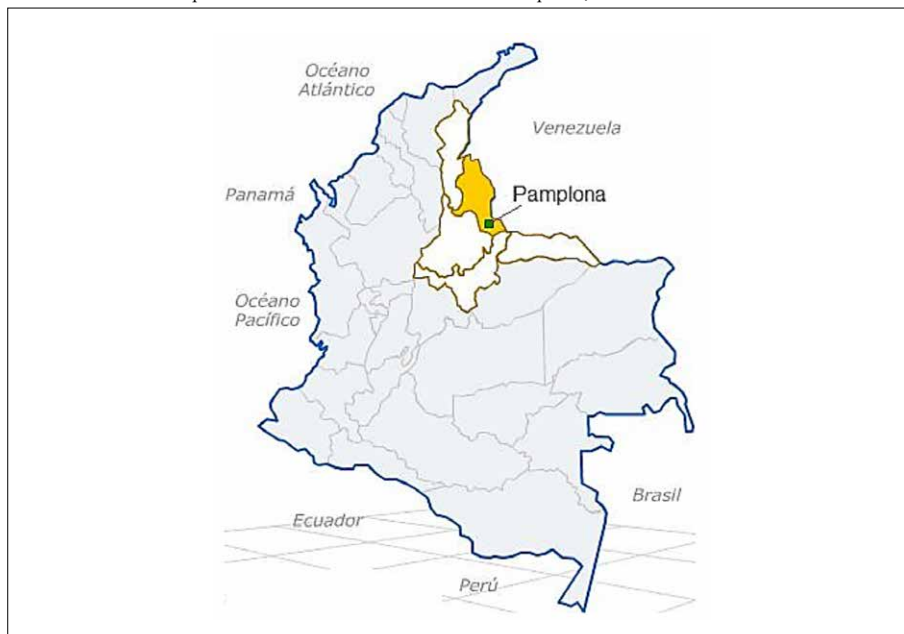 Océano
Atlántico
Venezuela
Panamá
Pamplona
Océano
Pacífico
Brasil
Ecuador
Perú